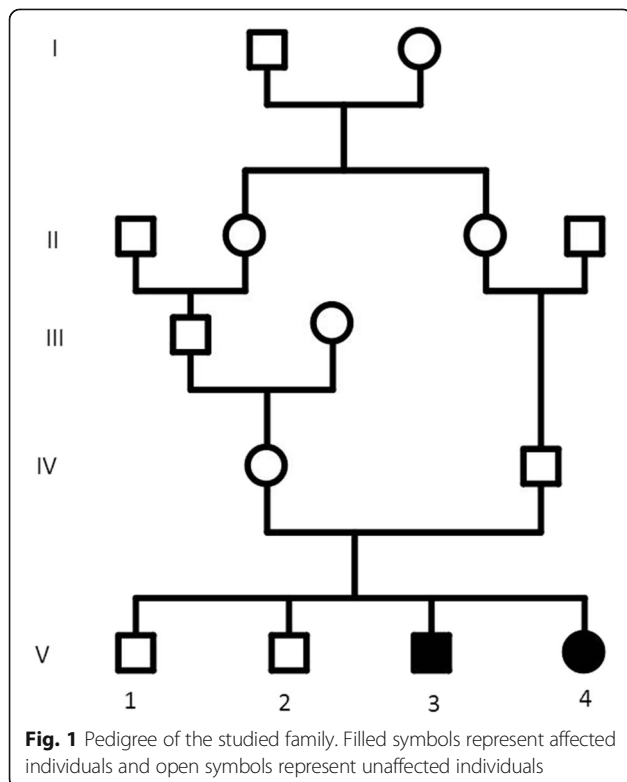 I
II
III
IV
V
1 2 3 4
Fig. 1 Pedigree of the studied family. Filled symbols represent affected
individuals and open symbols represent unaffected individuals